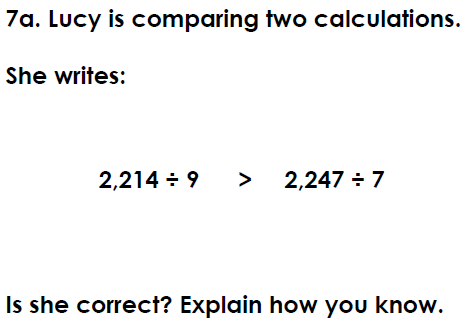 7a. Lucy is comparing two calculations.
She writes:
2,214 ÷ 9 > 2,247 ÷ 7
Is she correct? Explain how you know.